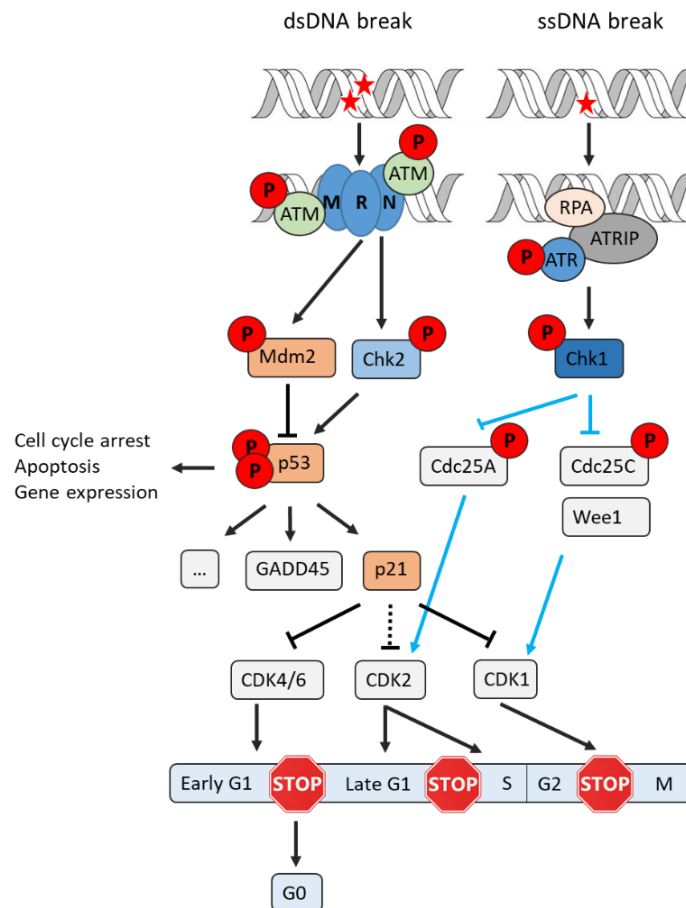 dsDNA break
ssDNA break
P
P
ATM
M
R
N
ATM
RPA
ATRIP
P
ATR
P
Mdm2
Chk2
P
P
Chk1
P
P
p53
Cell cycle arrest
Apoptosis
Gene expression
Cdc25A
P
Cdc25C
P
Wee1
...
GADD45
p21
CDK4/6
CDK2
CDK1
Early G1
STOP
Late G1
STOP
S
G2
STOP
M
G0